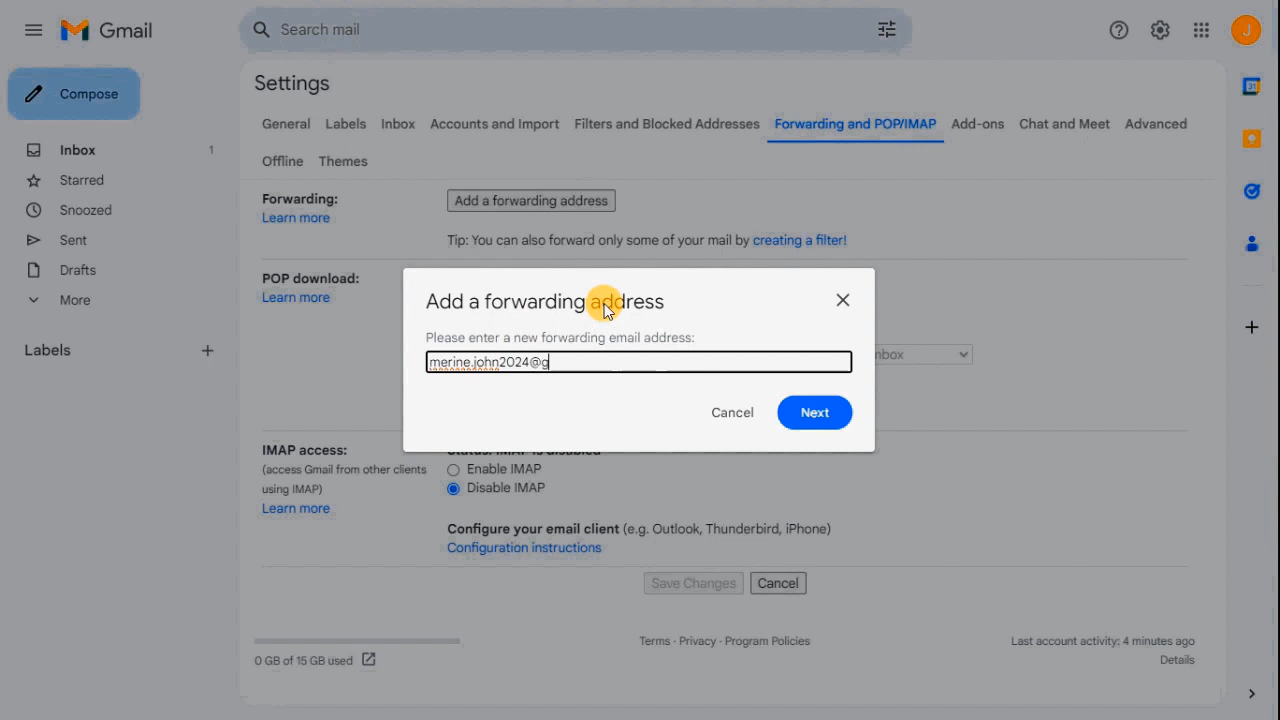 Gmail
Search mail
J
Compose
Inbox 1
Starred
Snoozed
Sent
Drafts
More
Labels
31
Settings
General Labels Inbox Accounts and Import Filters and Blocked Addresses Forwarding and POP/IMAP Add-ons Chat and Meet Advanced
Offline Themes
Forwarding:
Learn more
Add a forwarding address
Tip: You can also forward only some of your mail by creating a filter!
POP download:
Learn more
Add a forwarding address
Please enter a new forwarding email address:
merine.john2024@g
Cancel Next
IMAP access:
(access Gmail from other clients
using IMAP)
Learn more
Status: IMAP is disabled
Enable IMAP
Disable IMAP
Configure your email client (e.g. Outlook, Thunderbird, iPhone)
Configuration instructions
Save Changes Cancel
0 GB of 15 GB used
Terms · Privacy · Program Policies
Last account activity: 4 minutes ago
Details